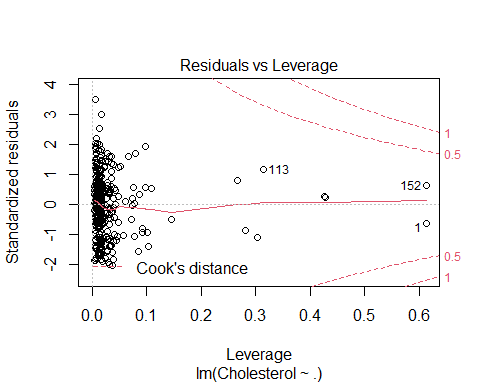 Residuals vs Leverage
Standardized residuals
4
3
2
1
0
-1
-2
113
152
1
1
0.5
0.5
1
Cook's distance
0.0 0.1 0.2 0.3 0.4 0.5 0.6
Leverage
lm(Cholesterol ~ .)